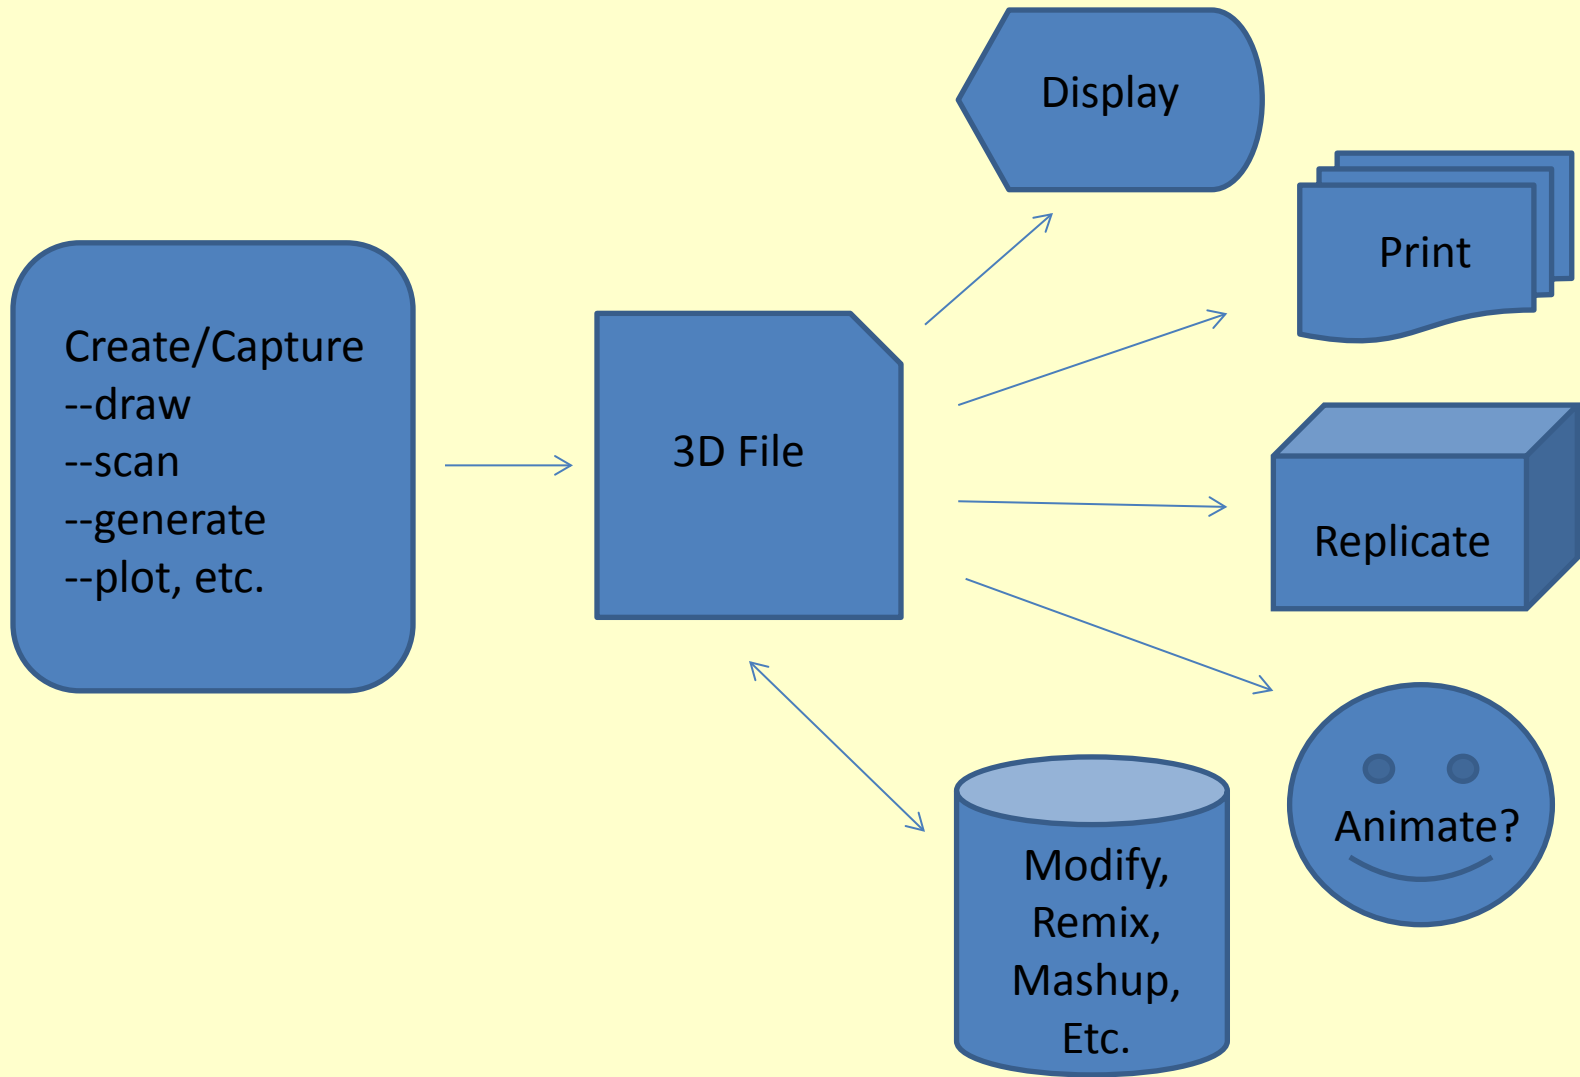 Create/Capture
--draw
--scan
--generate
--plot, etc.
3D File
Display
Print
Replicate
Animate?
Modify,
Remix,
Mashup,
Etc.